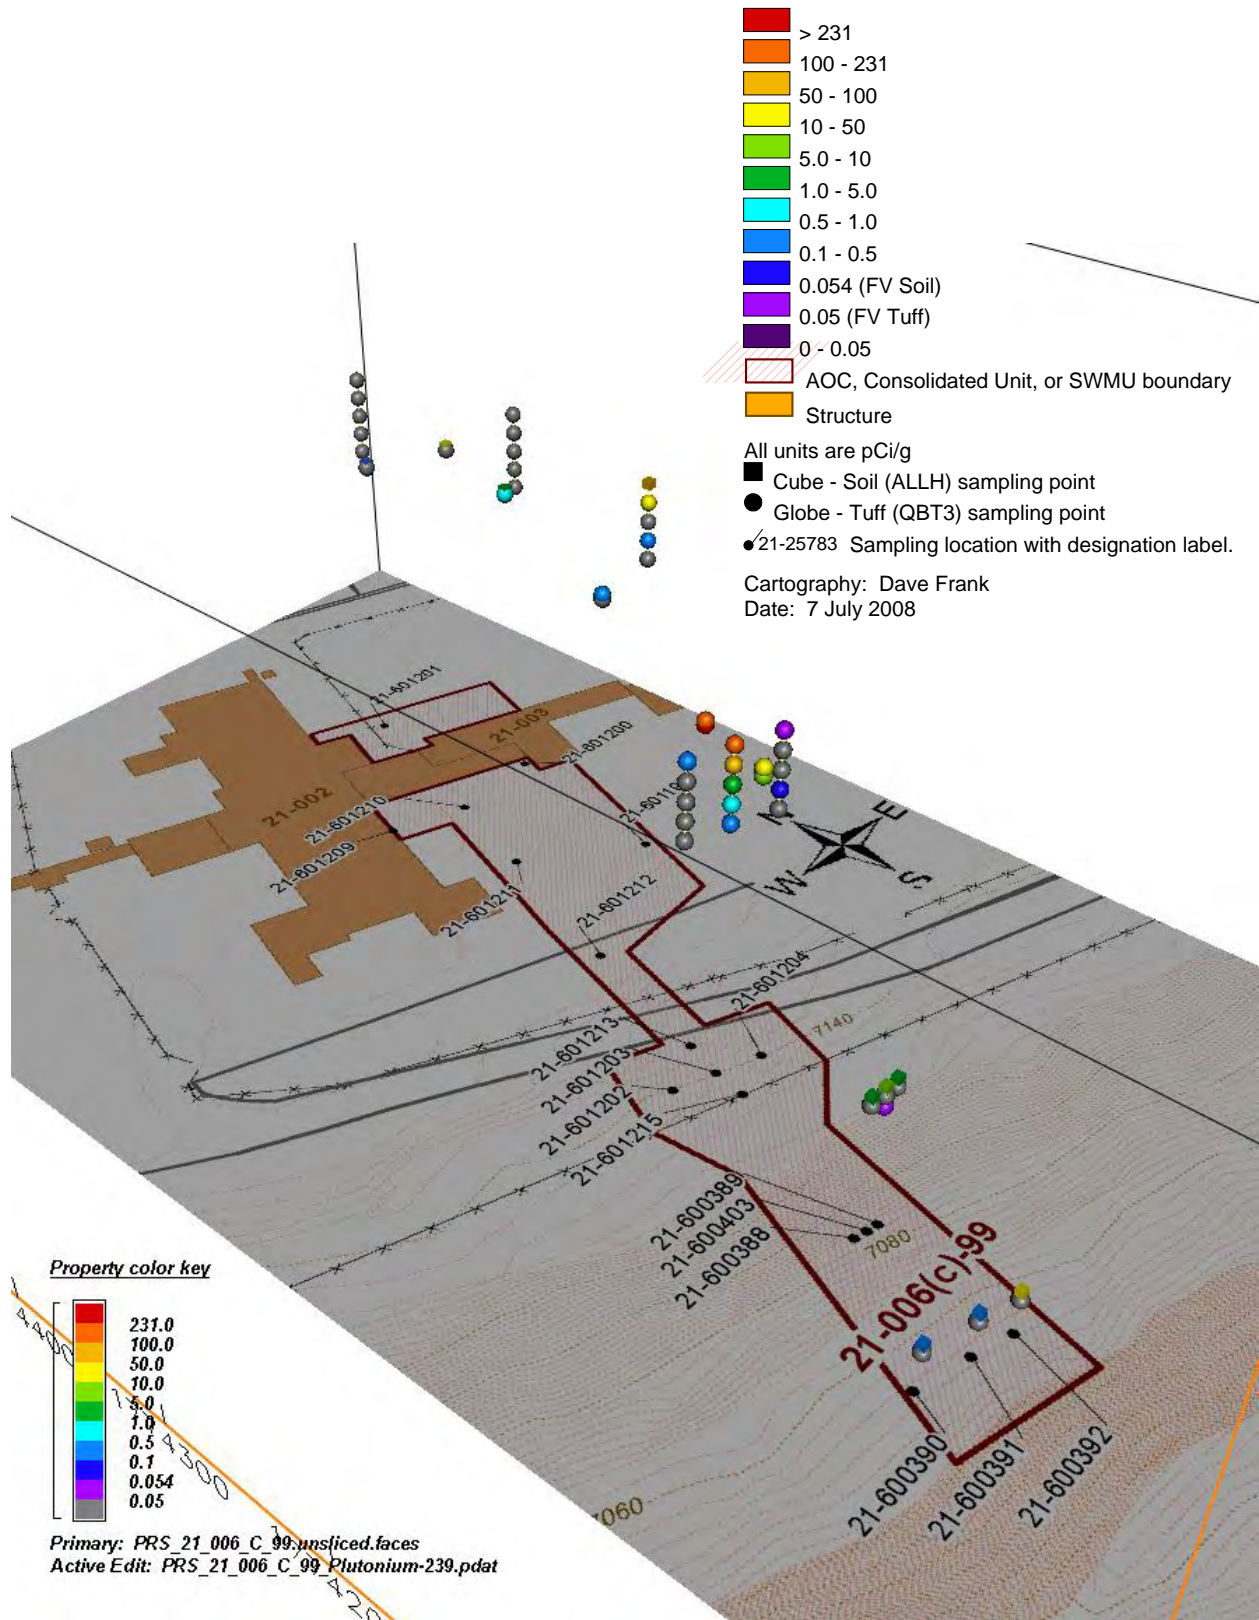 > 231
100 - 231
50 - 100
10 - 50
5.0 - 10
1.0 - 5.0
0.5 - 1.0
0.1 - 0.5
0.054 (FV Soil)
0.05 (FV Tuff)
0 - 0.05
AOC, Consolidated Unit, or SWMU boundary
Structure
All units are pCi/g
Cube - Soil (ALLH) sampling point
Globe - Tuff (QBT3) sampling point
21-25783 Sampling location with designation label.
Cartography: Dave Frank
Date: 7 July 2008
21-601201
21-003
21-601200
21-002
21-601210
21-60119
N
E
W
S
21-601209
21-601211
21-601212
21-601204
7140
21-601213
21-601203
21-601202
21-601215
21-600389
21-600403
21-600388
7080
21-006(c)-99
21-600390
21-600391
21-600392
7060
Property color key
231.0
100.0
50.0
10.0
5.0
1.0
0.5
0.1
0.054
0.05
Primary: PRS_21_006_C_99.unsliced.faces
Active Edit: PRS_21_006_C_99_Plutonium-239.pdat